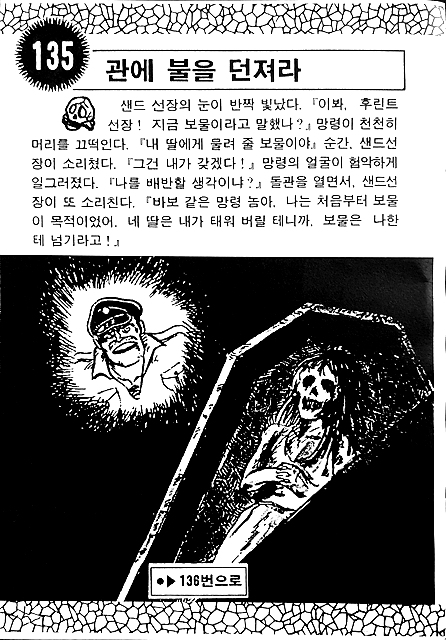 135
관에 불을 던져라
샌드 선장의 눈이 반짝 빛났다. 『이봐, 후린트
선장! 지금 보물이라고 말했나?』 망령이 천천히
머리를 끄떡인다. 『내 딸에게 물려 줄 보물이야』 순간, 샌드선
장이 소리쳤다. 『그건 내가 갖겠다!』 망령의 얼굴이 험악하게
일그러졌다. 『나를 배반할 생각이냐?』 돌관을 열면서, 샌드선
장이 또 소리친다. 『바보 같은 망령 놈아. 나는 처음부터 보물
이 목적이었어. 네 딸은 내가 태워 버릴 테니까. 보물은 나한
테 넘기라고!』
●▶136번으로